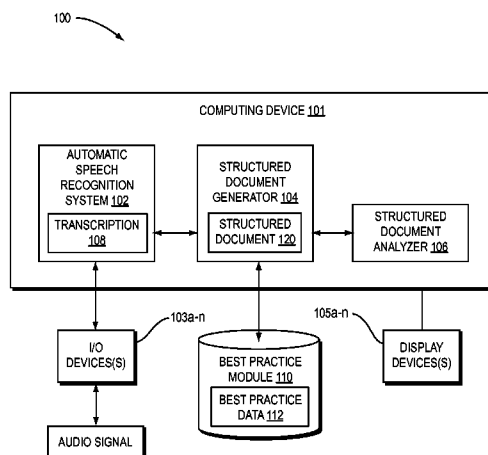 100
COMPUTING DEVICE 101
AUTOMATIC
SPEECH
RECOGNITION
SYSTEM 102
TRANSCRIPTION
108
STRUCTURED
DOCUMENT
GENERATOR 104
STRUCTURED
DOCUMENT 120
STRUCTURED
DOCUMENT
ANALYZER 106
103a-n
105a-n
I/O
DEVICES(S)
BEST PRACTICE
MODULE 110
BEST PRACTICE
DATA 112
DISPLAY
DEVICES(S)
AUDIO SIGNAL